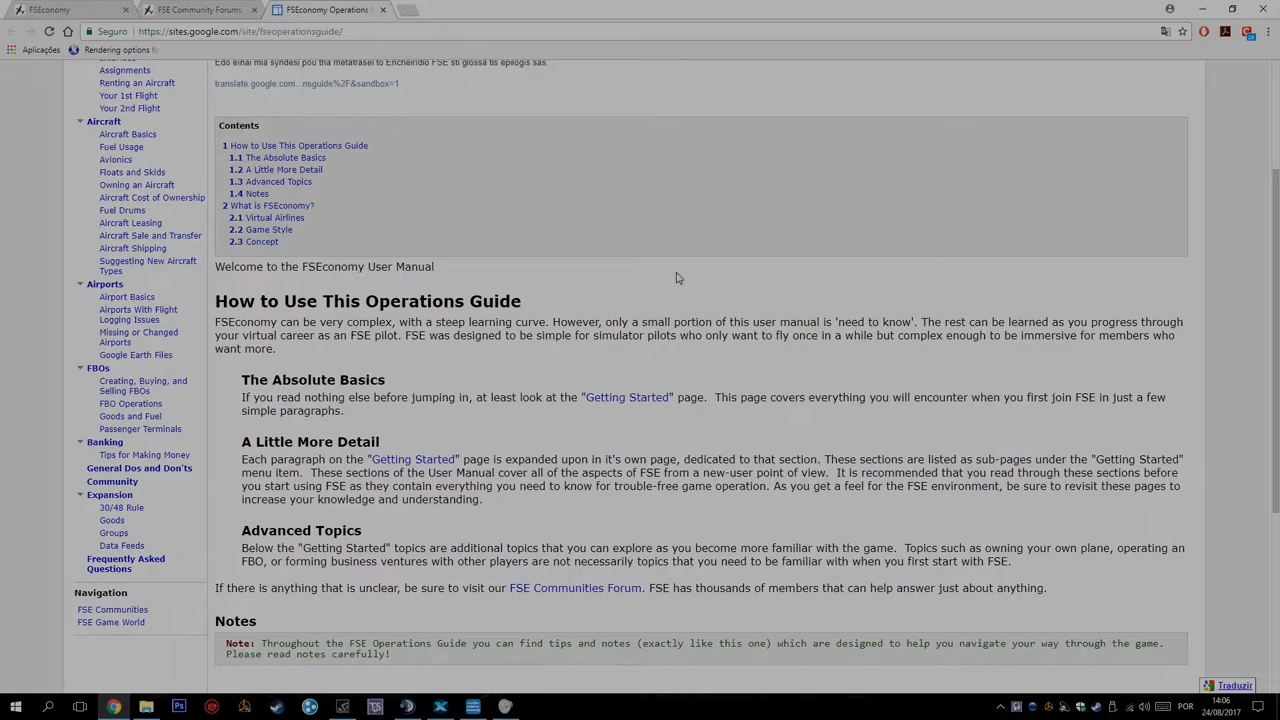 FSEconomy
FSE Community Forums
FSEconomy Operations G
Seguro
https://sites.google.com/site/fseoperationsguide/
Aplicações
Rendering options fo
Assignments
Renting an Aircraft
Your 1st Flight
Your 2nd Flight
Aircraft
Aircraft Basics
Fuel Usage
Avionics
Floats and Skids
Owning an Aircraft
Aircraft Cost of Ownership
Fuel Drums
Aircraft Leasing
Aircraft Sale and Transfer
Aircraft Shipping
Suggesting New Aircraft
Types
Airports
Airport Basics
Airports With Flight
Logging Issues
Missing or Changed
Airports
Google Earth Files
FBOs
Creating, Buying, and
Selling FBOs
FBO Operations
Goods and Fuel
Passenger Terminals
Banking
Tips for Making Money
General Dos and Don'ts
Community
Expansion
30/48 Rule
Goods
Groups
Data Feeds
Frequently Asked
Questions
Navigation
FSE Communities
FSE Game World
Edo einai mia syndesi pou tha metafrasei to Encheiridio FSE sti glossa tis epilogis sas.
translate google.com...nsguide%2F&sandbox=1
Contents
1 How to Use This Operations Guide
1.1 The Absolute Basics
1.2 A Little More Detail
1.3 Advanced Topics
1.4 Notes
2 What is FSEconomy?
2.1 Virtual Airlines
2.2 Game Style
2.3 Concept
Welcome to the FSEconomy User Manual
How to Use This Operations Guide
FSEconomy can be very complex, with a steep learning curve. However, only a small portion of this user manual is 'need to know'. The rest can be learned as you progress through
your virtual career as an FSE pilot. FSE was designed to be simple for simulator pilots who only want to fly once in a while but complex enough to be immersive for members who
want more.
The Absolute Basics
If you read nothing else before jumping in, at least look at the "Getting Started" page. This page covers everything you will encounter when you first join FSE in just a few
simple paragraphs.
A Little More Detail
Each paragraph on the "Getting Started" page is expanded upon in it's own page, dedicated to that section. These sections are listed as sub-pages under the "Getting Started"
menu item. These sections of the User Manual cover all of the aspects of FSE from a new-user point of view. It is recommended that you read through these sections before
you start using FSE as they contain everything you need to know for trouble-free game operation. As you get a feel for the FSE environment, be sure to revisit these pages to
increase your knowledge and understanding.
Advanced Topics
Below the "Getting Started" topics are additional topics that you can explore as you become more familiar with the game. Topics such as owning your own plane, operating an
FBO, or forming business ventures with other players are not necessarily topics that you need to be familiar with when you first start with FSE.
If there is anything that is unclear, be sure to visit our FSE Communities Forum. FSE has thousands of members that can help answer just about anything.
Notes
Note: Throughout the FSE Operations Guide you can find tips and notes (exactly like this one) which are designed to help you navigate your way through the game.
Please read notes carefully!
Traduzir
Ps
TS
POR
14:06
24/08/2017